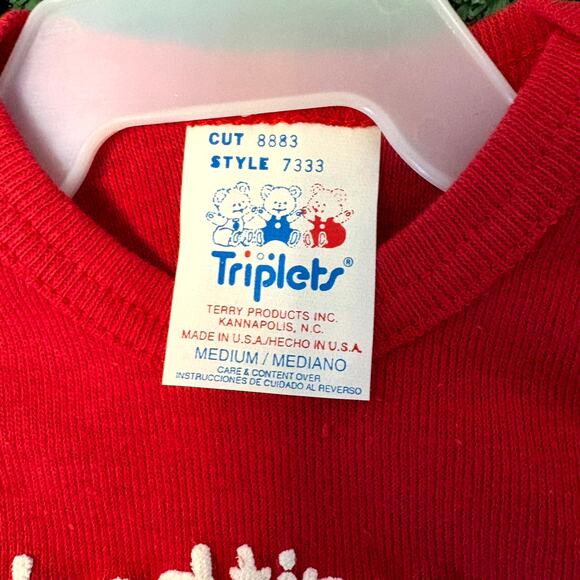 CUT 8883
STYLE 7333
Triplets®
TERRY PRODUCTS INC.
KANNAPOLIS, N.C.
MADE IN U.S.A./HECHO IN U.S.A.
MEDIUM / MEDIANO
CARE & CONTENT OVER
INSTRUCCIONES DE CUIDADO AL REVERSO